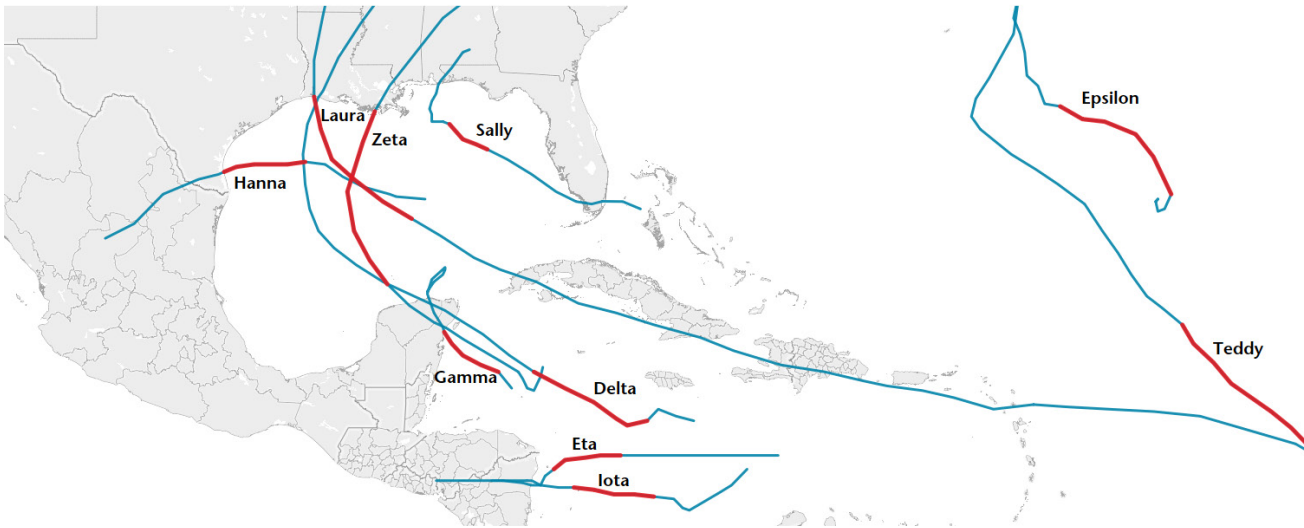 Epsilon
Laura
Sally
Zeta
Hanna
Teddy
Gamma
Delta
Eta
Iota